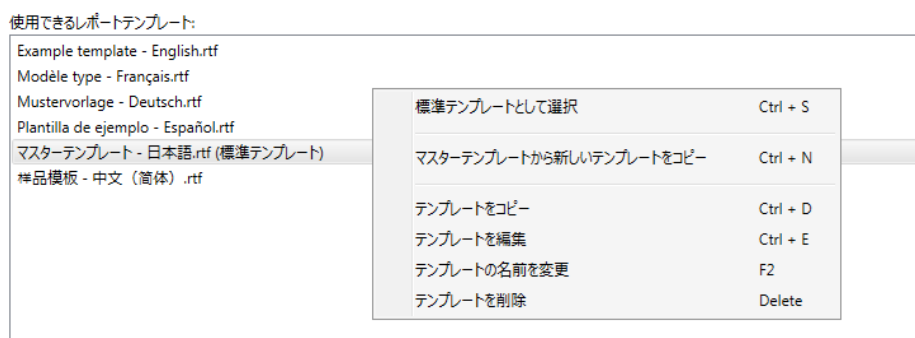 使用できるレポートテンプレート:
Example template - English.rtf
Modèle type - Français.rtf
Mustervorlage - Deutsch.rtf
Plantilla de ejemplo - Español.rtf
マスターテンプレート - 日本語.rtf (標準テンプレート)
样品模板 - 中文（简体）.rtf
標準テンプレートとして選択 Ctrl + S
マスターテンプレートから新しいテンプレートをコピー Ctrl + N
テンプレートをコピー Ctrl + D
テンプレートを編集 Ctrl + E
テンプレートの名前を変更 F2
テンプレートを削除 Delete